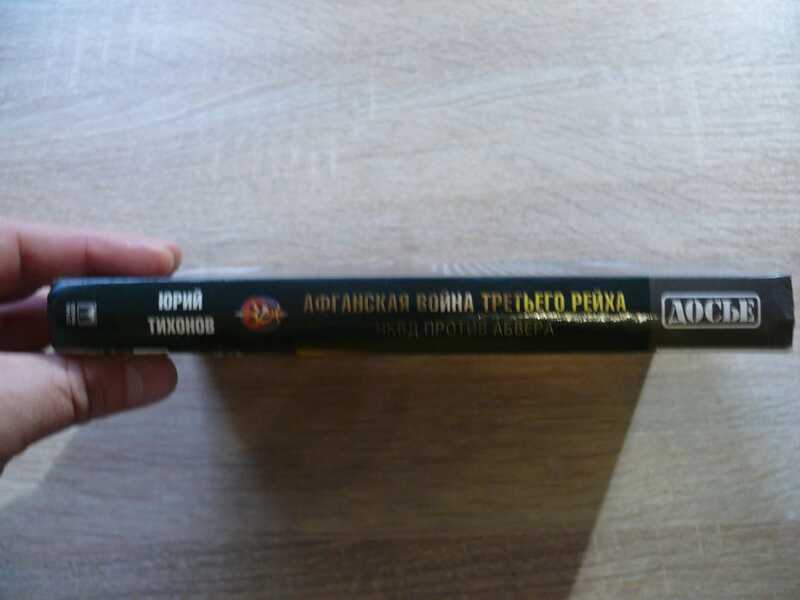 ЮРИЙ
ТИХОНОВ
АФГАНСКАЯ ВОЙНА ТРЕТЬЕГО РЕЙХА
НКВД ПРОТИВ АБВЕРА
ДОСЬЕ